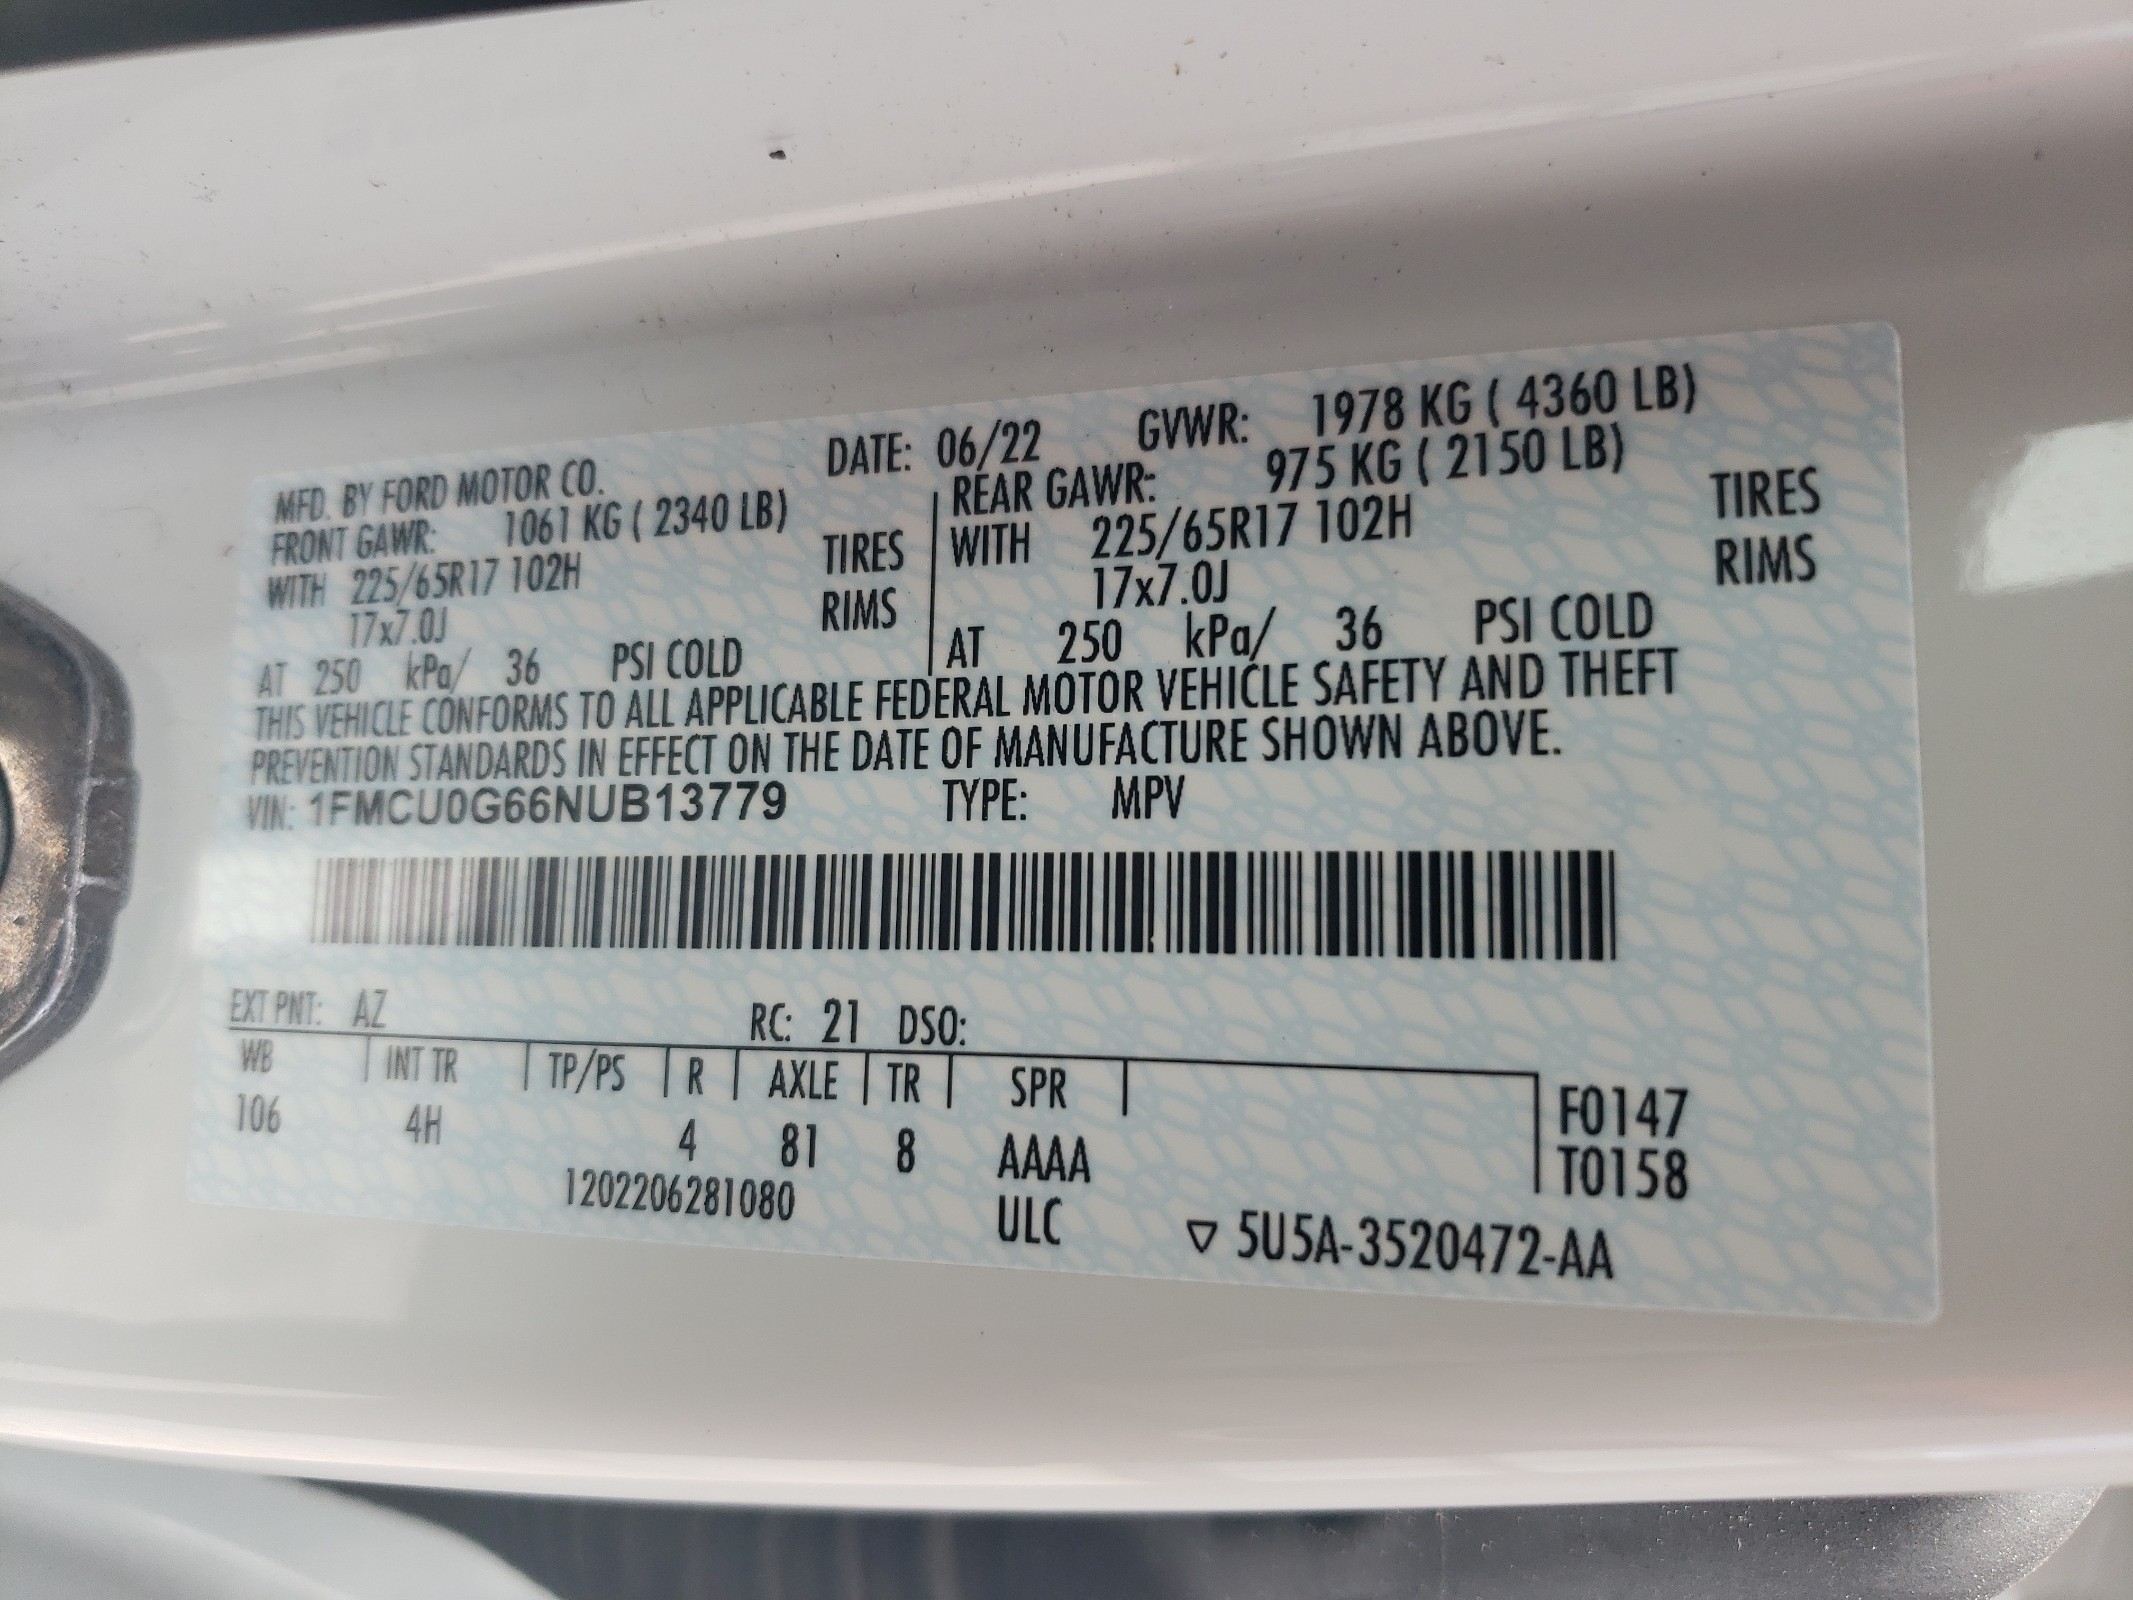 MFD. BY FORD MOTOR CO. DATE: 06/22 GVWR: 1978 KG ( 4360 LB)
FRONT GAWR: 1061 KG ( 2340 LB) REAR GAWR: 975 KG ( 2150 LB)
WITH 225/65R17 102H TIRES WITH 225/65R17 102H TIRES
17x7.0J RIMS 17x7.0J RIMS
AT 250 kPa/ 36 PSI COLD AT 250 kPa/ 36 PSI COLD
THIS VEHICLE CONFORMS TO ALL APPLICABLE FEDERAL MOTOR VEHICLE SAFETY AND THEFT
PREVENTION STANDARDS IN EFFECT ON THE DATE OF MANUFACTURE SHOWN ABOVE.
VIN: 1FMCU0G66NUB13779 TYPE: MPV
EXT PNT: AZ RC: 21 DSO:
WB INT TR TP/PS R AXLE TR SPR F0147
106 4H 4 81 8 AAAA T0158
1202206281080 ULC ▽ 5U5A-3520472-AA